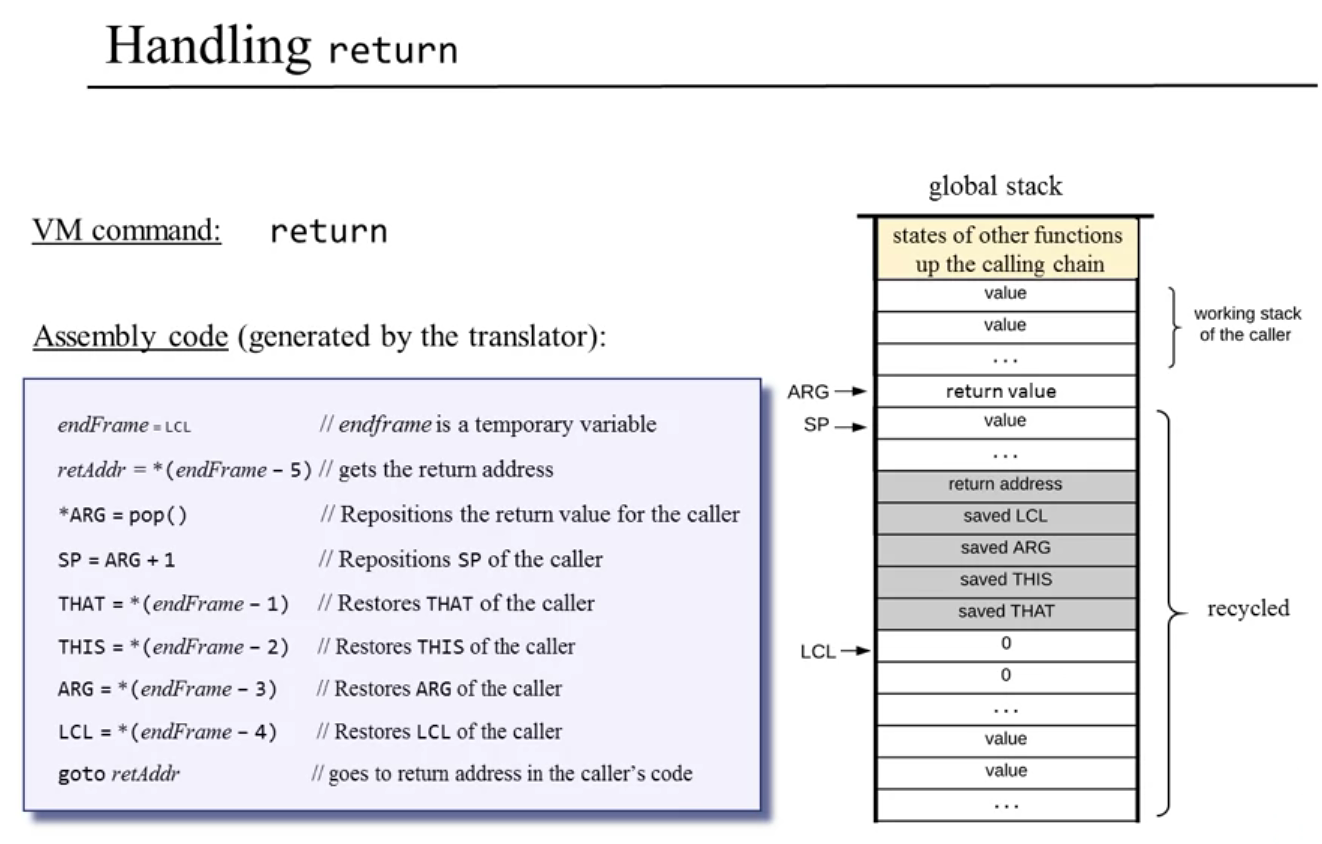 Handling return
VM command: return
Assembly code (generated by the translator):
endFrame = LCL // endframe is a temporary variable
retAddr = *(endFrame – 5) // gets the return address
*ARG = pop() // Repositions the return value for the caller
SP = ARG + 1 // Repositions SP of the caller
THAT = *(endFrame – 1) // Restores THAT of the caller
THIS = *(endFrame – 2) // Restores THIS of the caller
ARG = *(endFrame – 3) // Restores ARG of the caller
LCL = *(endFrame – 4) // Restores LCL of the caller
goto retAddr // goes to return address in the caller's code
global stack
states of other functions
up the calling chain
value
value
...
ARG
return value
SP
value
...
return address
saved LCL
saved ARG
saved THIS
saved THAT
LCL
0
0
...
value
value
...
working stack
of the caller
recycled